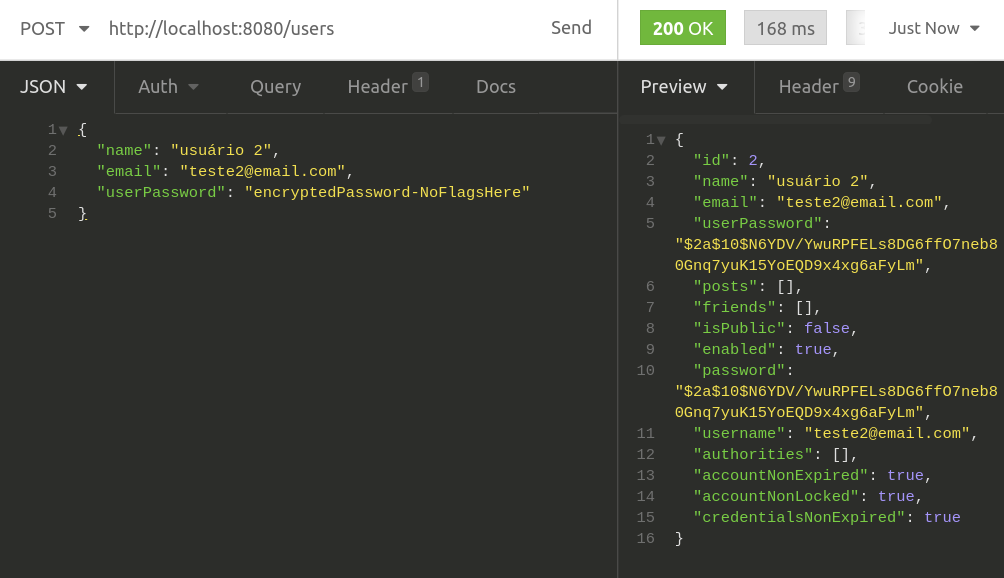 POST http://localhost:8080/users Send
JSON Auth Query Header 1 Docs
1 {
2 "name": "usuário 2",
3 "email": "teste2@email.com",
4 "userPassword": "encryptedPassword-NoFlagsHere"
5 }
200 OK 168 ms Just Now
Preview Header 9 Cookie
1 {
2 "id": 2,
3 "name": "usuário 2",
4 "email": "teste2@email.com",
5 "userPassword":
"$2a$10$N6YDV/YwuRPFELs8DG6ffO7neb8
0Gnq7yuK15YoEQD9x4xg6aFyLm",
6 "posts": [],
7 "friends": [],
8 "isPublic": false,
9 "enabled": true,
10 "password":
"$2a$10$N6YDV/YwuRPFELs8DG6ffO7neb8
0Gnq7yuK15YoEQD9x4xg6aFyLm",
11 "username": "teste2@email.com",
12 "authorities": [],
13 "accountNonExpired": true,
14 "accountNonLocked": true,
15 "credentialsNonExpired": true
16 }